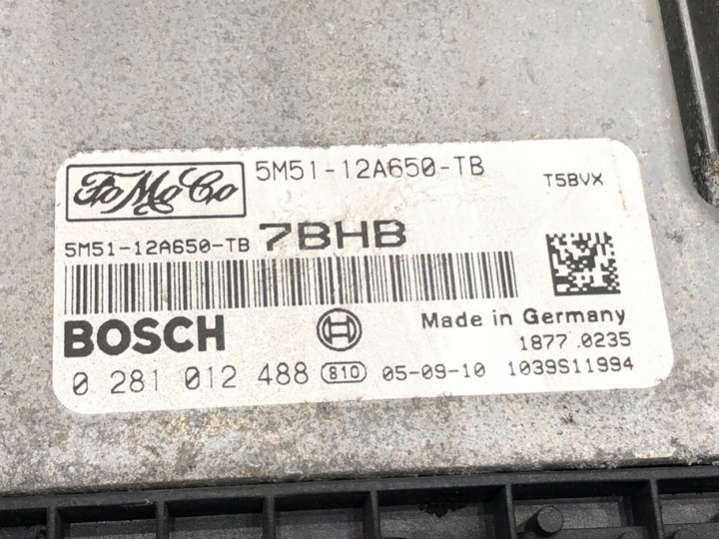 FoMoCo 5M51-12A650-TB T5BVX
5M51-12A650-TB 7BHB
BOSCH Made in Germany
1877 0235
0 281 012 488 810 05-09-10 1039S11994